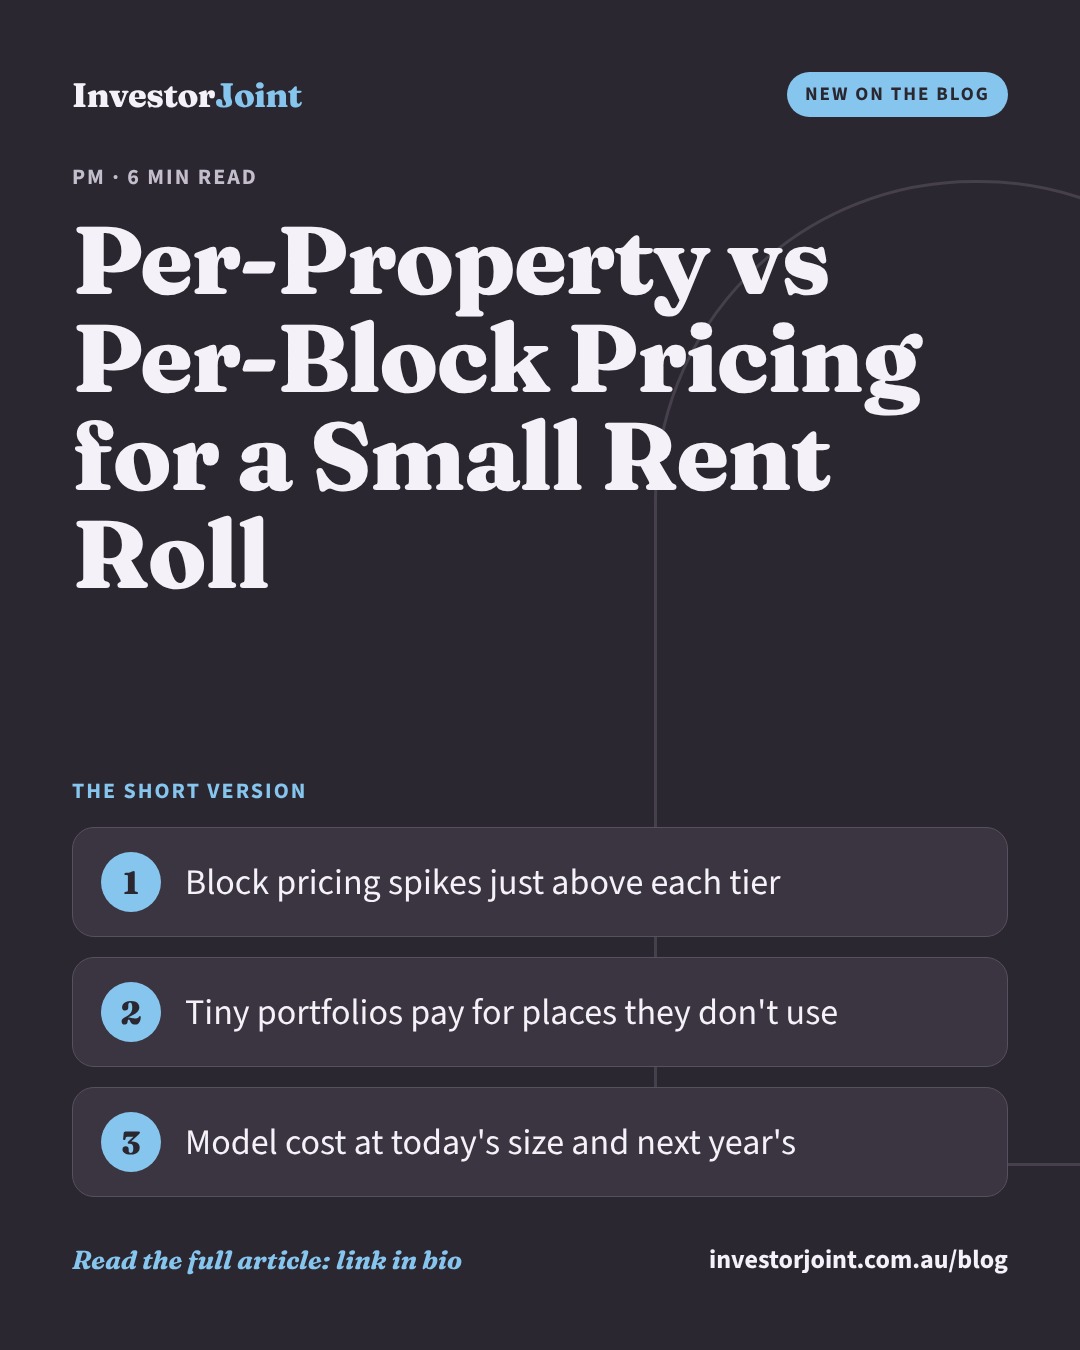 InvestorJoint
NEW ON THE BLOG
PM · 6 MIN READ
Per-Property vs
Per-Block Pricing
for a Small Rent
Roll
THE SHORT VERSION
1 Block pricing spikes just above each tier
2 Tiny portfolios pay for places they don't use
3 Model cost at today's size and next year's
Read the full article: link in bio
investorjoint.com.au/blog